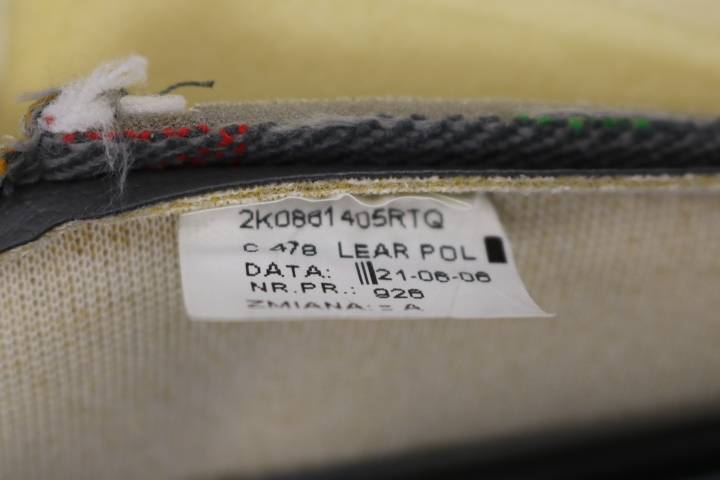 2K0881405RTQ
C 478 LEAR POL
DATA: 21-06-06
NR.PR.: 926
ZMIANA: = A